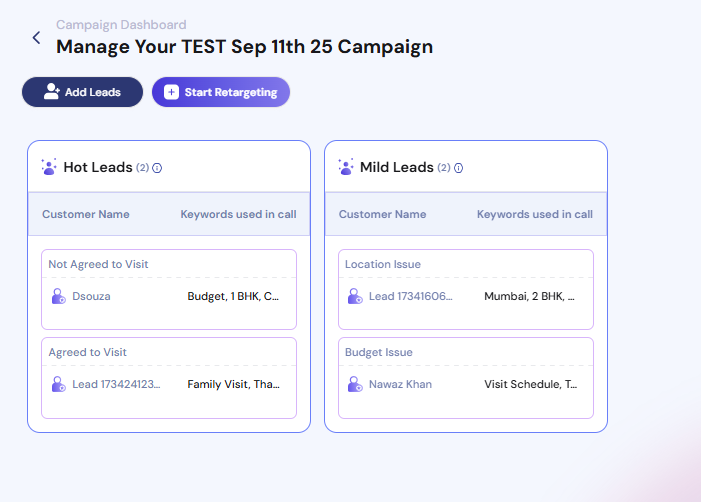 Campaign Dashboard
Manage Your TEST Sep 11th 25 Campaign
Add Leads
Start Retargeting
Hot Leads (2)
Customer Name Keywords used in call
Not Agreed to Visit
Dsouza Budget, 1 BHK, C...
Agreed to Visit
Lead 173424123... Family Visit, Tha...
Mild Leads (2)
Customer Name Keywords used in call
Location Issue
Lead 17341606... Mumbai, 2 BHK, ...
Budget Issue
Nawaz Khan Visit Schedule, T...